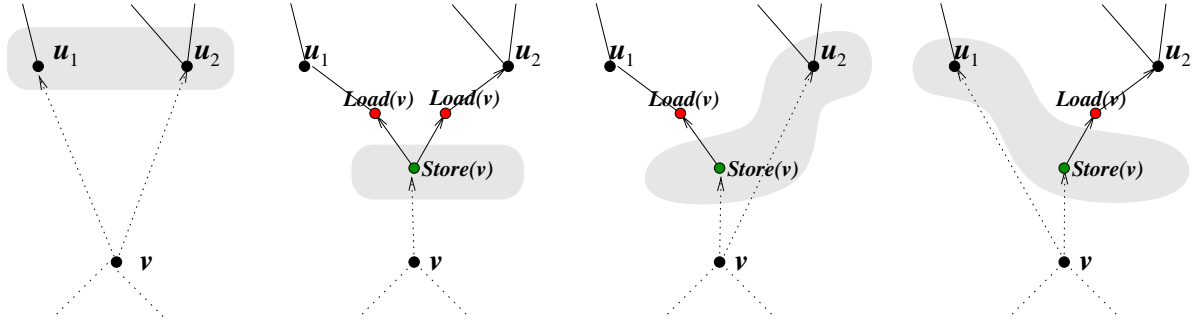 u1 u2 u1 u2 u1 u2 u1 u2
Load(v) Load(v) Load(v) Load(v)
Store(v) Store(v) Store(v)
v v v v